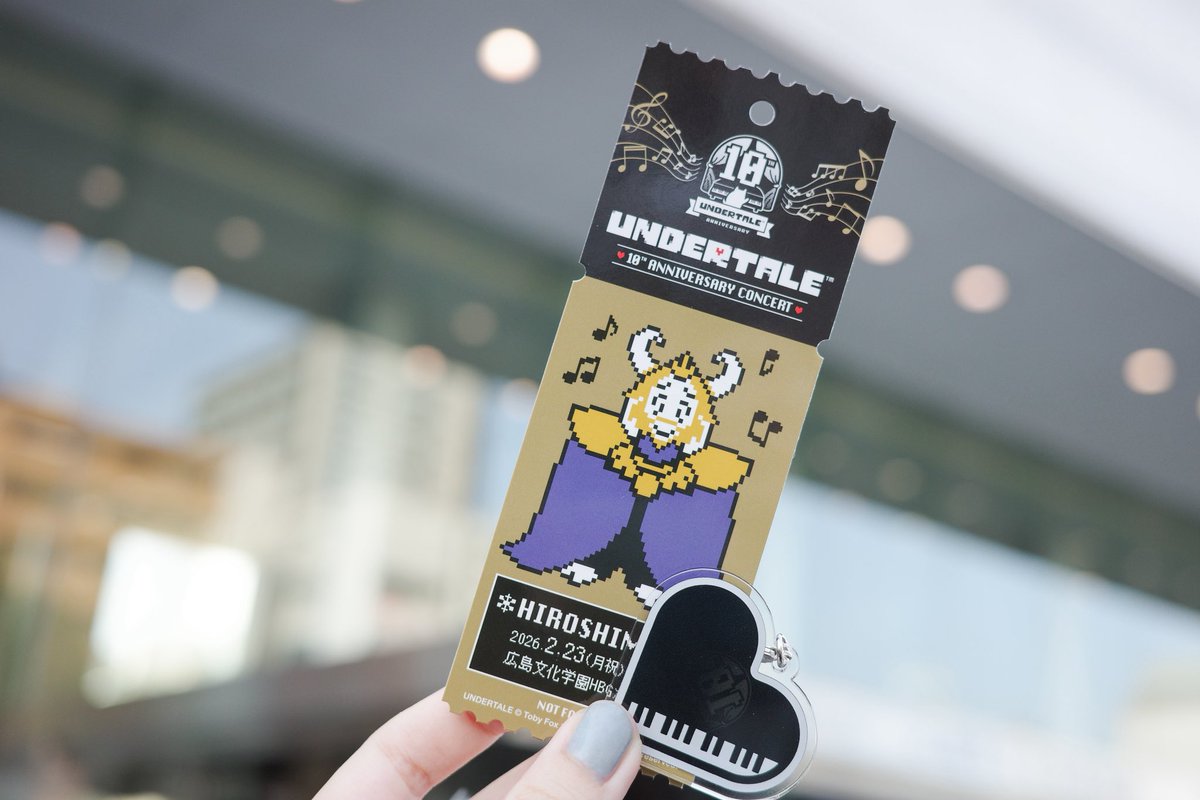 10TH
UNDERTALE
ANNIVERSARY
UNDERTALE™
10TH ANNIVERSARY CONCERT
*HIROSHIM
2026.2.23(月祝)
広島文化学園HBG
NOT FO
UNDERTALE © Toby Fox